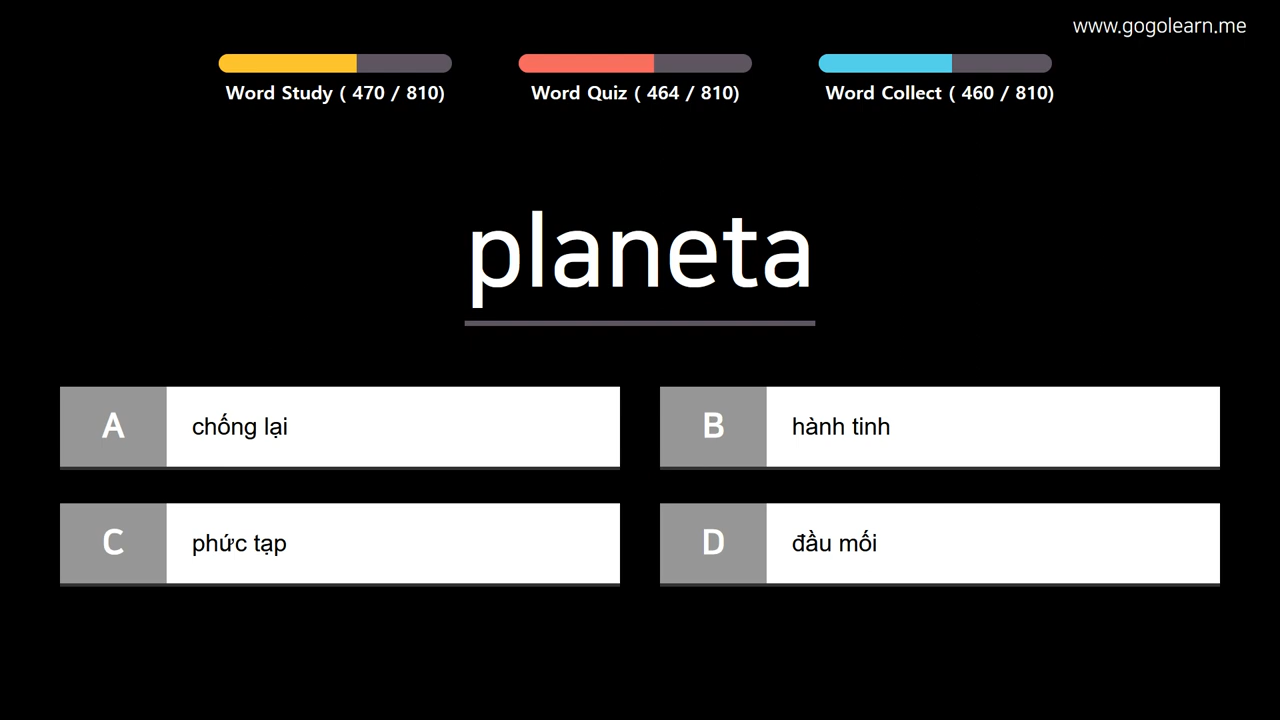 www.gogolearn.me
Word Study ( 470 / 810)
Word Quiz ( 464 / 810)
Word Collect ( 460 / 810)
planeta
A chống lại
B hành tinh
C phức tạp
D đầu mối